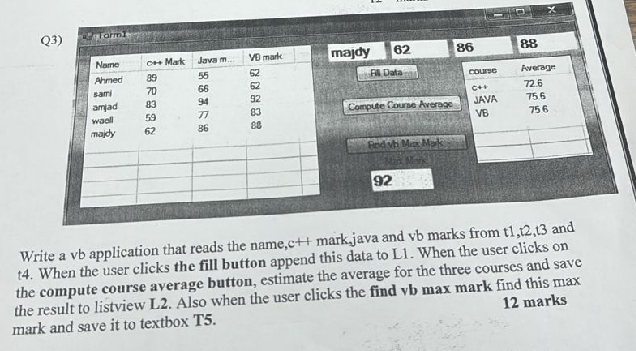 Q3)
Form1
majdy 62 86 88
Name C++ Mark Java m... VB mark
Ahmed 89 55 62
sami 70 66 52
amjad 83 94 92
waell 59 77 83
majdy 62 86 88
Fill Data
Compute Course Average
Find vb Max Mark
Max Mark
92
course Average
C++ 72.6
JAVA 75.6
VB 75.6
Write a vb application that reads the name,c++ mark,java and vb marks from t1,t2,t3 and
t4. When the user clicks the fill button append this data to L1. When the user clicks on
the compute course average button, estimate the average for the three courses and save
the result to listview L2. Also when the user clicks the find vb max mark find this max
mark and save it to textbox T5.
12 marks